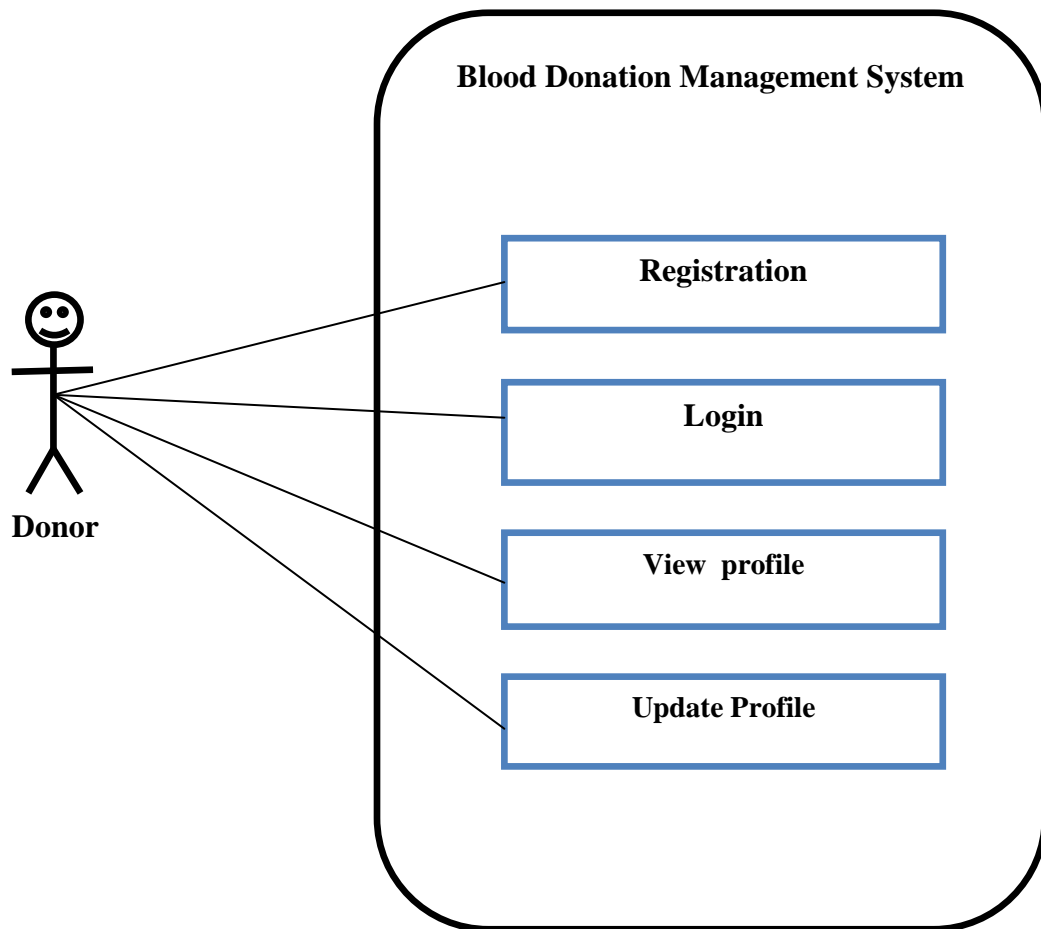 Blood Donation Management System
Registration
Login
Donor
View profile
Update Profile